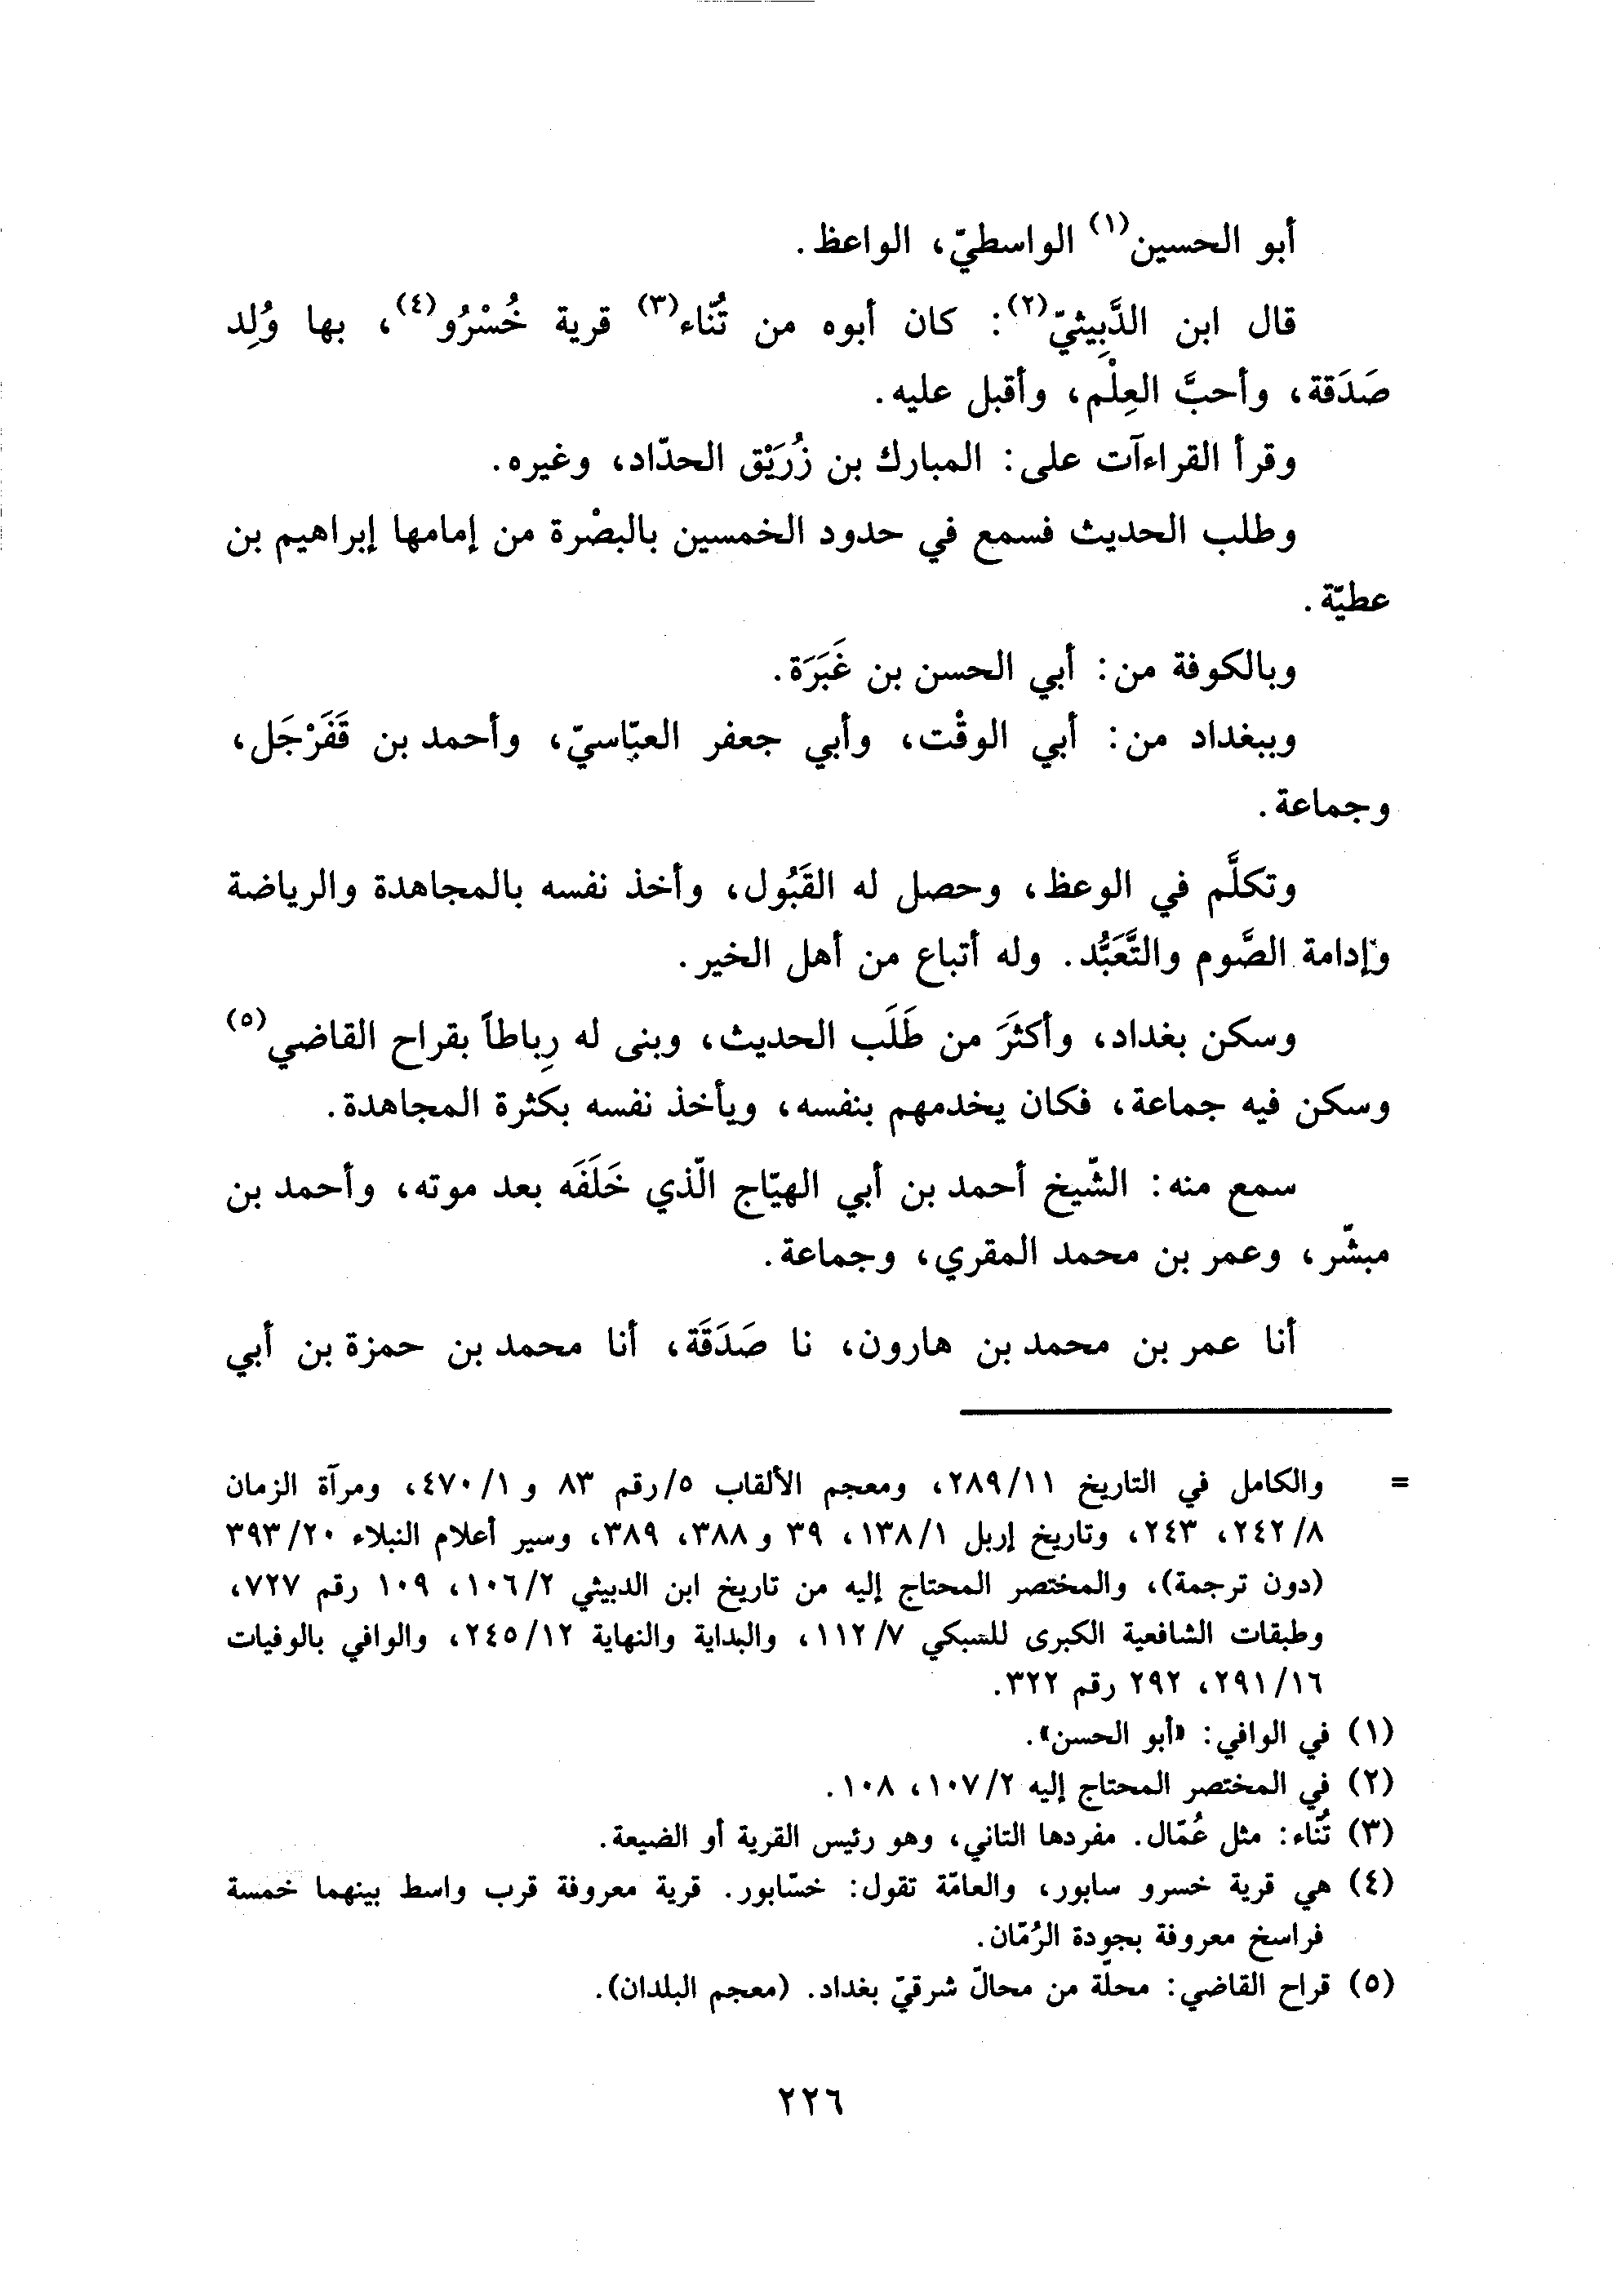 أبو الحسين(١) الواسطيّ، الواعظ.
قال ابن الدَّبِيثيّ(٢): كان أبوه من تُنّاء(٣) قرية خُسْرُو(٤)، بها وُلِد
صَدَقة، وأحبَّ العِلْم، وأقبل عليه.
وقرأ القراءآت على: المبارك بن زُرَيْق الحدّاد، وغيره.
وطلب الحديث فسمع في حدود الخمسين بالبصْرة من إمامها إبراهيم بن
عطيّة.
وبالكوفة من: أبي الحسن بن غَبَرَة.
وببغداد من: أبي الوقْت، وأبي جعفر العبّاسيّ، وأحمد بن قَفَرْجَل،
وجماعة.
وتكلَّم في الوعظ، وحصل له القَبُول، وأخذ نفسه بالمجاهدة والرياضة
وإدامة الصَّوم والتَّعَبُّد. وله أتباع من أهل الخير.
وسكن بغداد، وأكثَرَ من طَلَب الحديث، وبنى له رِباطاً بقراح القاضي(٥)
وسكن فيه جماعة، فكان يخدمهم بنفسه، ويأخذ نفسه بكثرة المجاهدة.
سمع منه: الشّيخ أحمد بن أبي الهيّاج الّذي خَلَفَه بعد موته، وأحمد بن
مبشّر، وعمر بن محمد المقري، وجماعة.
أنا عمر بن محمد بن هارون، نا صَدَقَة، أنا محمد بن حمزة بن أبي
= والكامل في التاريخ ٢٨٩/١١، ومعجم الألقاب ٥/رقم ٨٣ و ٤٧٠/١، ومرآة الزمان
٢٤٢/٨، ٢٤٣، وتاريخ إربل ١٣٨/١، ٣٩ و ٣٨٨، ٣٨٩، وسير أعلام النبلاء ٣٩٣/٢٠
(دون ترجمة)، والمختصر المحتاج إليه من تاريخ ابن الدبيثي ١٠٦/٢، ١٠٩ رقم ٧٢٧،
وطبقات الشافعية الكبرى للسبكي ١١٢/٧، والبداية والنهاية ٢٤٥/١٢، والوافي بالوفيات
٢٩١/١٦، ٢٩٢ رقم ٣٢٢.
(١) في الوافي: «أبو الحسن».
(٢) في المختصر المحتاج إليه ١٠٧/٢، ١٠٨.
(٣) تُنّاء: مثل عُمّال. مفردها التاني، وهو رئيس القرية أو الضيعة.
(٤) هي قرية خسرو سابور، والعامّة تقول: خسّابور. قرية معروفة قرب واسط بينهما خمسة
فراسخ معروفة بجودة الرُمّان.
(٥) قراح القاضي: محلّة من محالّ شرقيّ بغداد. (معجم البلدان).
٢٢٦